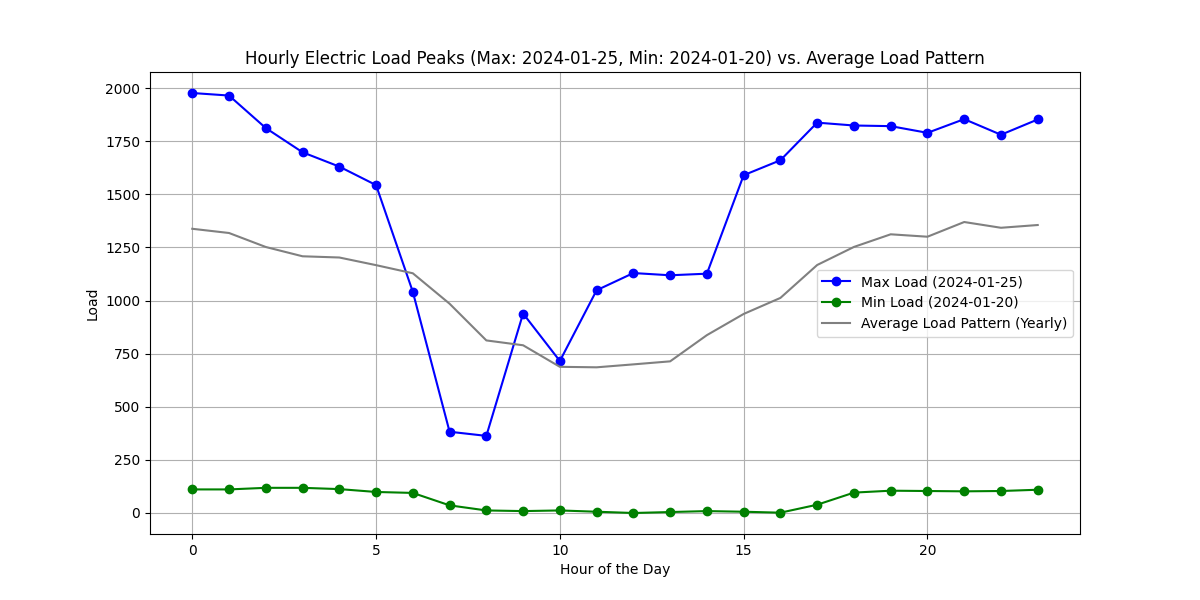 Hourly Electric Load Peaks (Max: 2024-01-25, Min: 2024-01-20) vs. Average Load Pattern
2000
1750
1500
1250
1000
750
500
250
0
Load
Max Load (2024-01-25)
Min Load (2024-01-20)
Average Load Pattern (Yearly)
0 5 10 15 20
Hour of the Day